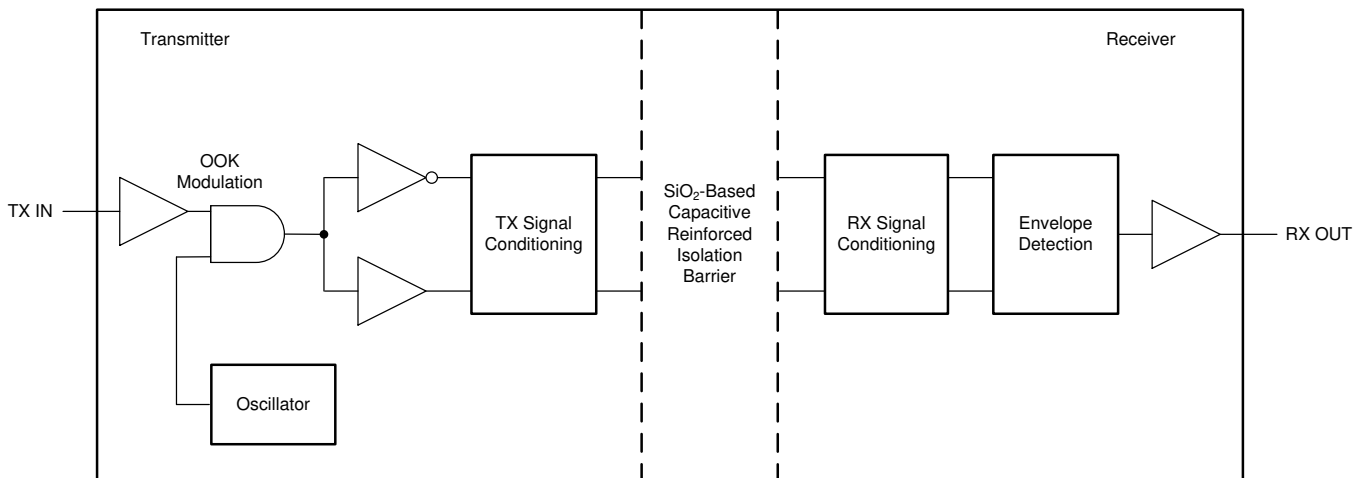 Transmitter
Receiver
OOK
Modulation
TX IN
TX Signal
Conditioning
SiO₂-Based
Capacitive
Reinforced
Isolation
Barrier
RX Signal
Conditioning
Envelope
Detection
RX OUT
Oscillator